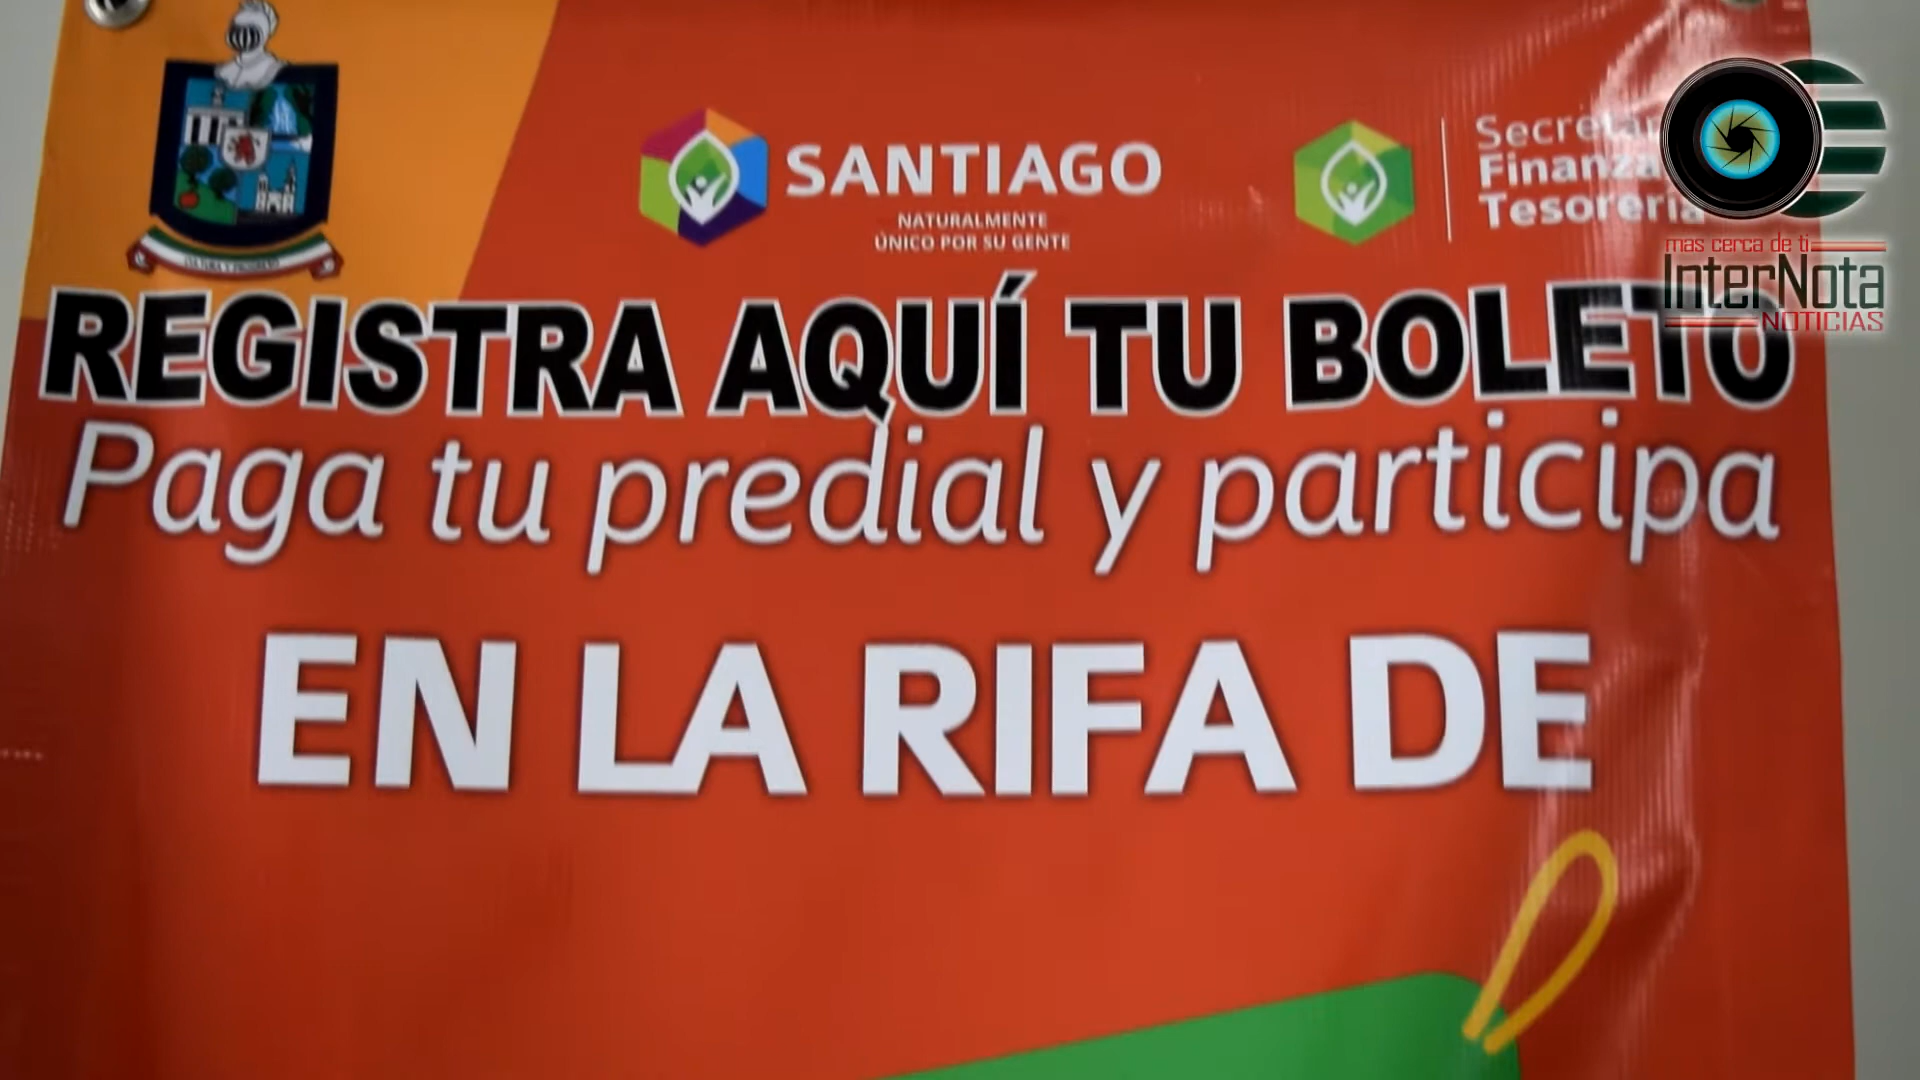 SANTIAGO
NATURALMENTE
ÚNICO POR SU GENTE
Finanza
Tesorería
mas cerca de ti
InterNota
NOTICIAS
REGISTRA AQUÍ TU BOLETO
Paga tu predial y participa
EN LA RIFA DE